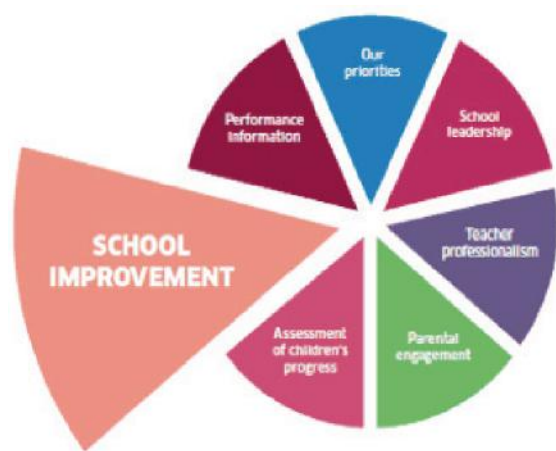 Our
priorities
School
leadership
Teacher
professionalism
Parental
engagement
Assessment
of children's
progress
SCHOOL
IMPROVEMENT
Performance
information